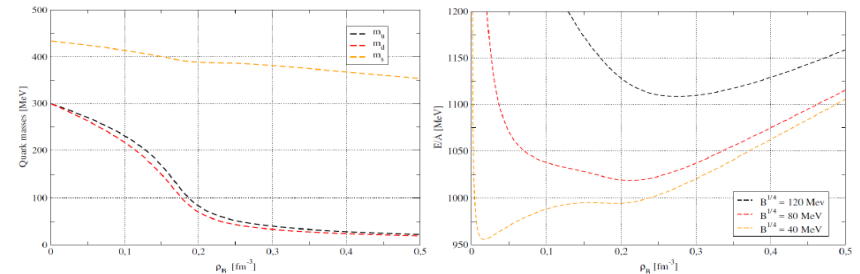 500
400
300
200
100
0
Quark masses [MeV]
m_u
m_d
m_s
0
0,1
0,2
0,3
0,4
0,5
ρ_B [fm⁻³]
1200
1150
1100
1050
1000
950
E/A [MeV]
B^1/4 = 120 Mev
B^1/4 = 80 MeV
B^1/4 = 40 MeV
0
0,1
0,2
0,3
0,4
0,5
ρ_B [fm⁻³]